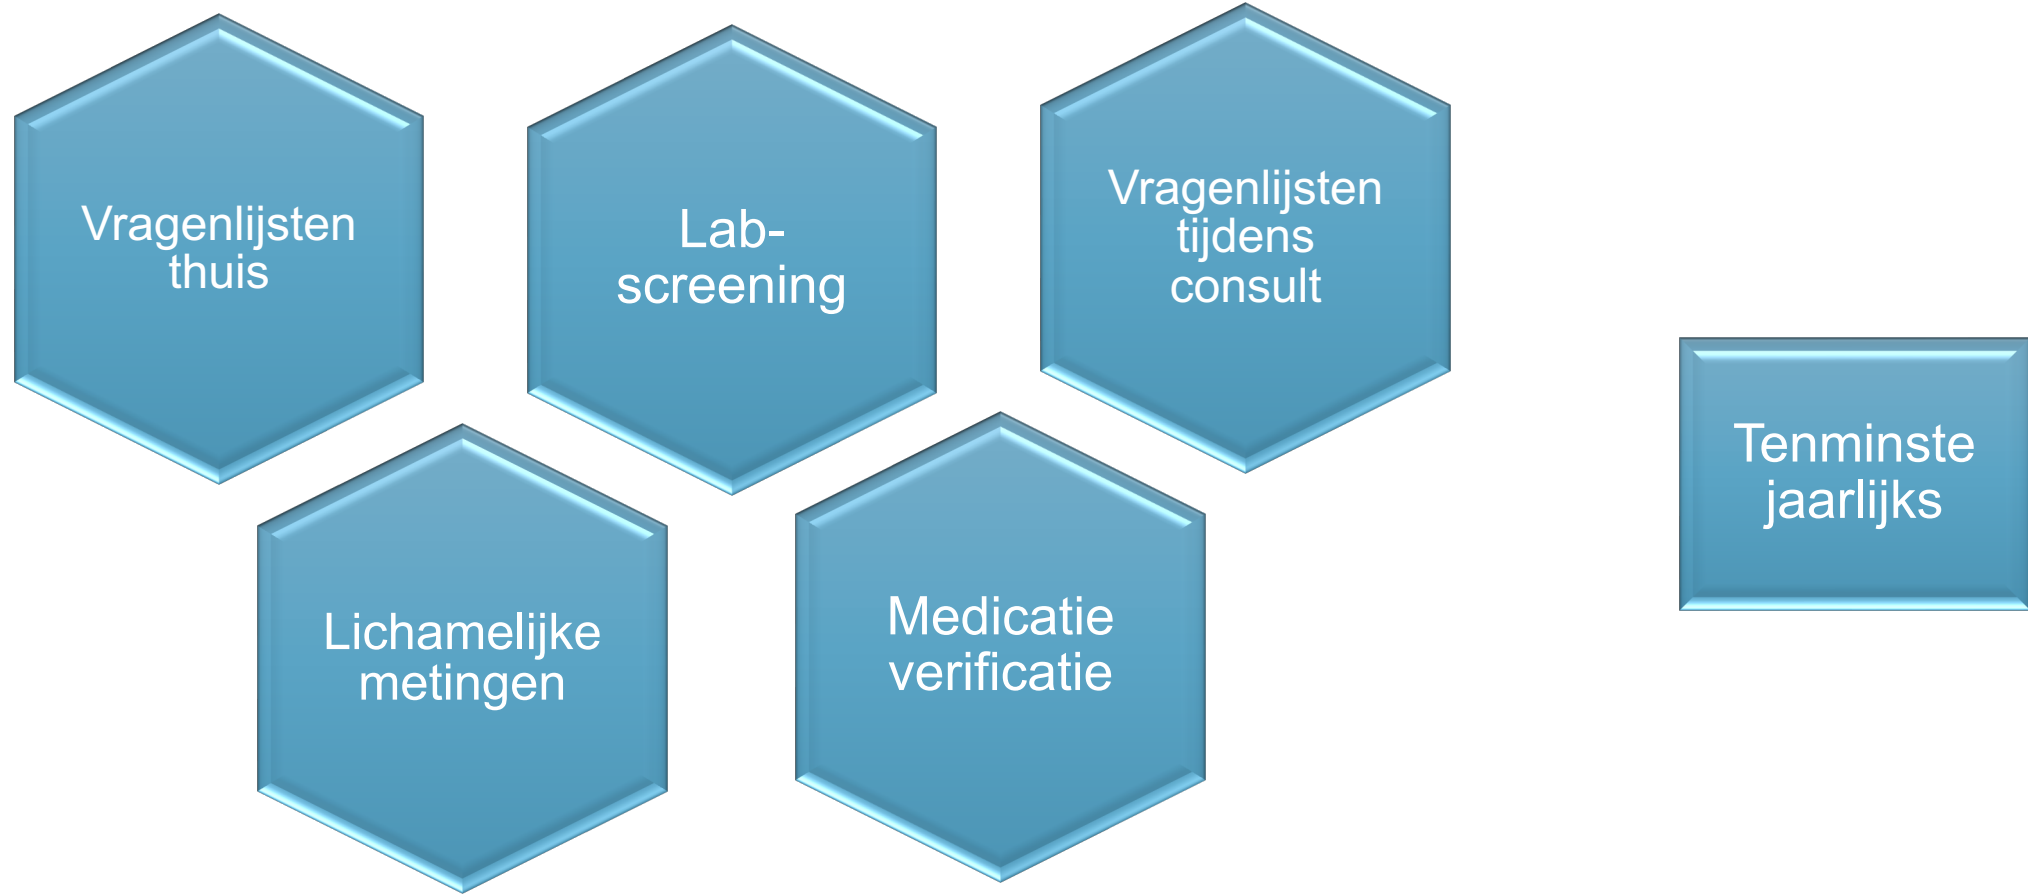 Vragenlijsten
thuis
Lab-
screening
Vragenlijsten
tijdens
consult
Lichamelijke
metingen
Medicatie
verificatie
Tenminste
jaarlijks